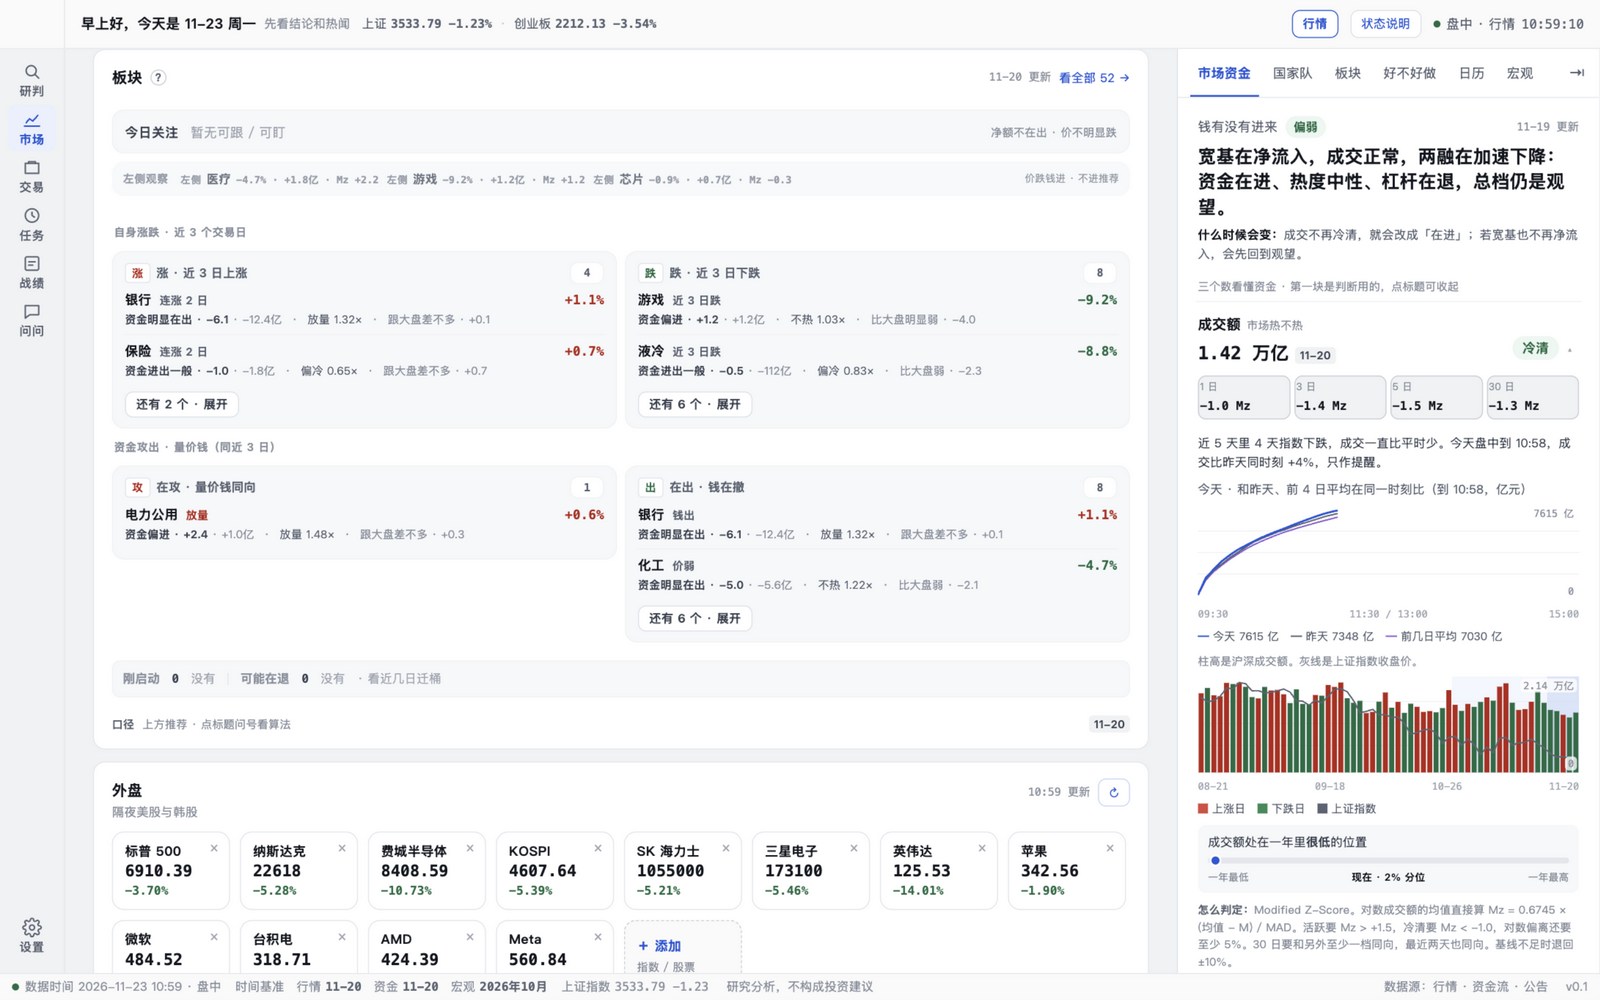 早上好，今天是 11-23 周一 先看结论和热闻 上证 3533.79 -1.23% · 创业板 2212.13 -3.54%
行情 状态说明 盘中 · 行情 10:59:10
研判
市场
交易
任务
战绩
问问
设置
板块 ? 11-20 更新 看全部 52 →
今日关注 暂无可跟 / 可盯 净额不在出 · 价不明显跌
左侧观察 左侧 医疗 -4.7% · +1.8亿 · Mz +2.2 左侧 游戏 -9.2% · +1.2亿 · Mz +1.2 左侧 芯片 -0.9% · +0.7亿 · Mz -0.3 价跌钱进 · 不进推荐
自身涨跌 · 近 3 个交易日
涨 涨 · 近 3 日上涨 4
银行 连涨 2 日 +1.1%
资金明显在出 · -6.1 · -12.4亿 · 放量 1.32× · 跟大盘差不多 · +0.1
保险 连涨 2 日 +0.7%
资金进出一般 · -1.0 · -1.8亿 · 偏冷 0.65× · 跟大盘差不多 · +0.7
还有 2 个 · 展开
跌 跌 · 近 3 日下跌 8
游戏 近 3 日跌 -9.2%
资金偏进 · +1.2 · +1.2亿 · 不热 1.03× · 比大盘明显弱 · -4.0
液冷 近 3 日跌 -8.8%
资金进出一般 · -0.5 · -112亿 · 偏冷 0.83× · 比大盘弱 · -2.3
还有 6 个 · 展开
资金攻出 · 量价钱（同近 3 日）
攻 在攻 · 量价钱同向 1
电力公用 放量 +0.6%
资金偏进 · +2.4 · +1.0亿 · 放量 1.48× · 跟大盘差不多 · +0.3
出 在出 · 钱在撤 8
银行 钱出 +1.1%
资金明显在出 · -6.1 · -12.4亿 · 放量 1.32× · 跟大盘差不多 · +0.1
化工 价弱 -4.7%
资金明显在出 · -5.0 · -5.6亿 · 不热 1.22× · 比大盘弱 · -2.1
还有 6 个 · 展开
刚启动 0 没有 可能在退 0 没有 · 看近几日迁桶
口径 上方推荐 · 点标题问号看算法 11-20
外盘 10:59 更新
隔夜美股与韩股
标普 500 ×
6910.39
-3.70%
纳斯达克 ×
22618
-5.28%
费城半导体 ×
8408.59
-10.73%
KOSPI ×
4607.64
-5.39%
SK 海力士 ×
1055000
-5.21%
三星电子 ×
173100
-5.46%
英伟达 ×
125.53
-14.01%
苹果 ×
342.56
-1.90%
微软 ×
484.52
台积电 ×
318.71
AMD ×
424.39
Meta ×
560.84
+ 添加
指数 / 股票
市场资金 国家队 板块 好不好做 日历 宏观
钱有没有进来 偏弱 11-19 更新
宽基在净流入，成交正常，两融在加速下降：
资金在进、热度中性、杠杆在退，总档仍是观
望。
什么时候会变：成交不再冷清，就会改成「在进」；若宽基也不再净流
入，会先回到观望。
三个数看懂资金 · 第一块是判断用的，点标题可收起
成交额 市场热不热
1.42 万亿 11-20 冷清
1 日 3 日 5 日 30 日
-1.0 Mz -1.4 Mz -1.5 Mz -1.3 Mz
近 5 天里 4 天指数下跌，成交一直比平时少。今天盘中到 10:58，成
交比昨天同时刻 +4%，只作提醒。
今天 · 和昨天、前 4 日平均在同一时刻比（到 10:58，亿元）
7615 亿
0
09:30 11:30 / 13:00 15:00
今天 7615 亿 昨天 7348 亿 前几日平均 7030 亿
柱高是沪深成交额。灰线是上证指数收盘价。
2.14 万亿
0
08-21 09-18 10-26 11-20
上涨日 下跌日 上证指数
成交额处在一年里很低的位置
一年最低 现在 · 2% 分位 一年最高
怎么判定：Modified Z-Score。对数成交额的均值直接算 Mz = 0.6745 ×
(均值 − M) / MAD。活跃要 Mz > +1.5，冷清要 Mz < −1.0，对数偏离还要
至少 5%。30 日要和另外至少一档同向，最近两天也同向。基线不足时退回
±10%。
数据时间 2026-11-23 10:59 · 盘中 时间基准 行情 11-20 资金 11-20 宏观 2026年10月 上证指数 3533.79 -1.23 研究分析，不构成投资建议 数据源：行情 · 资金流 · 公告 v0.1